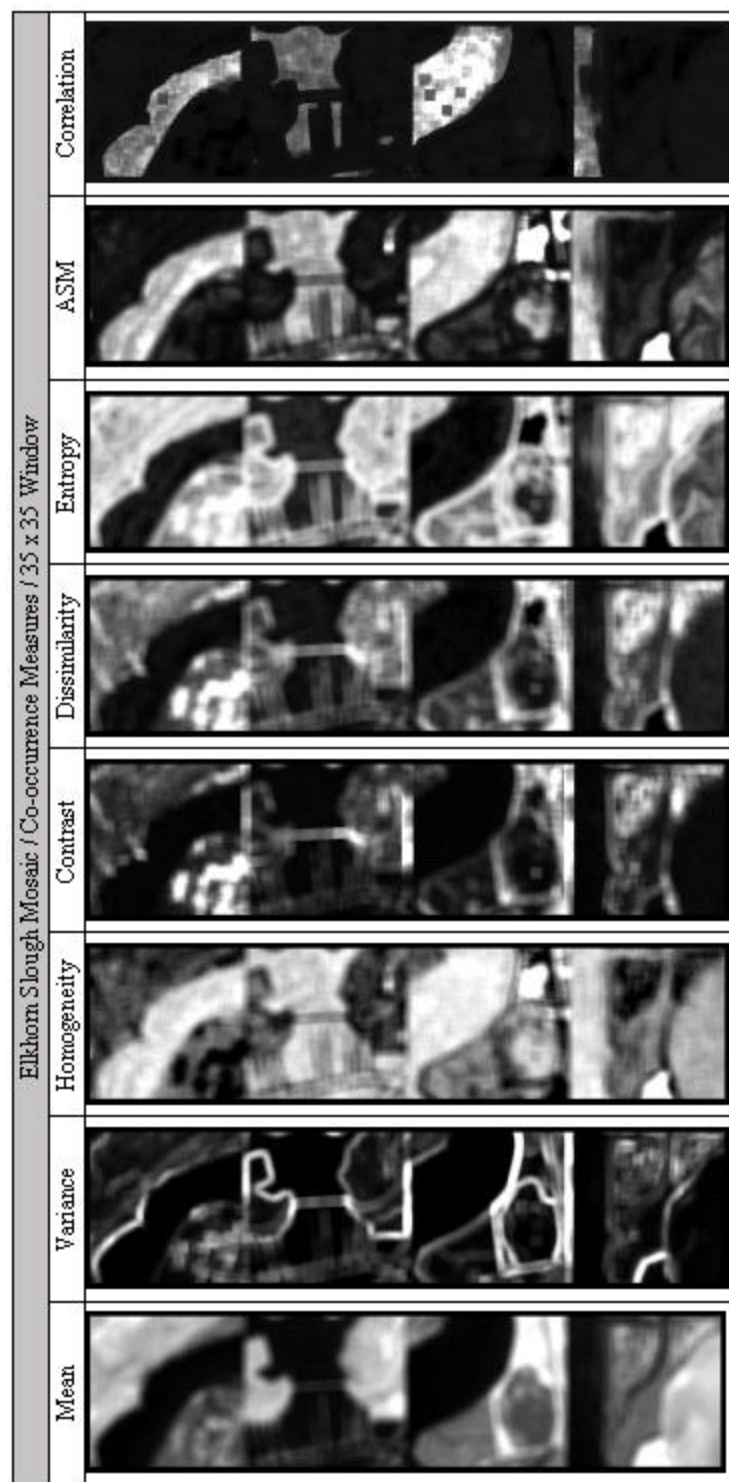 Elkhorn Slough Mosaic / Co-occurrence Measures / 35 x 35 Window
Mean
Variance
Homogeneity
Contrast
Dissimilarity
Entropy
ASM
Correlation